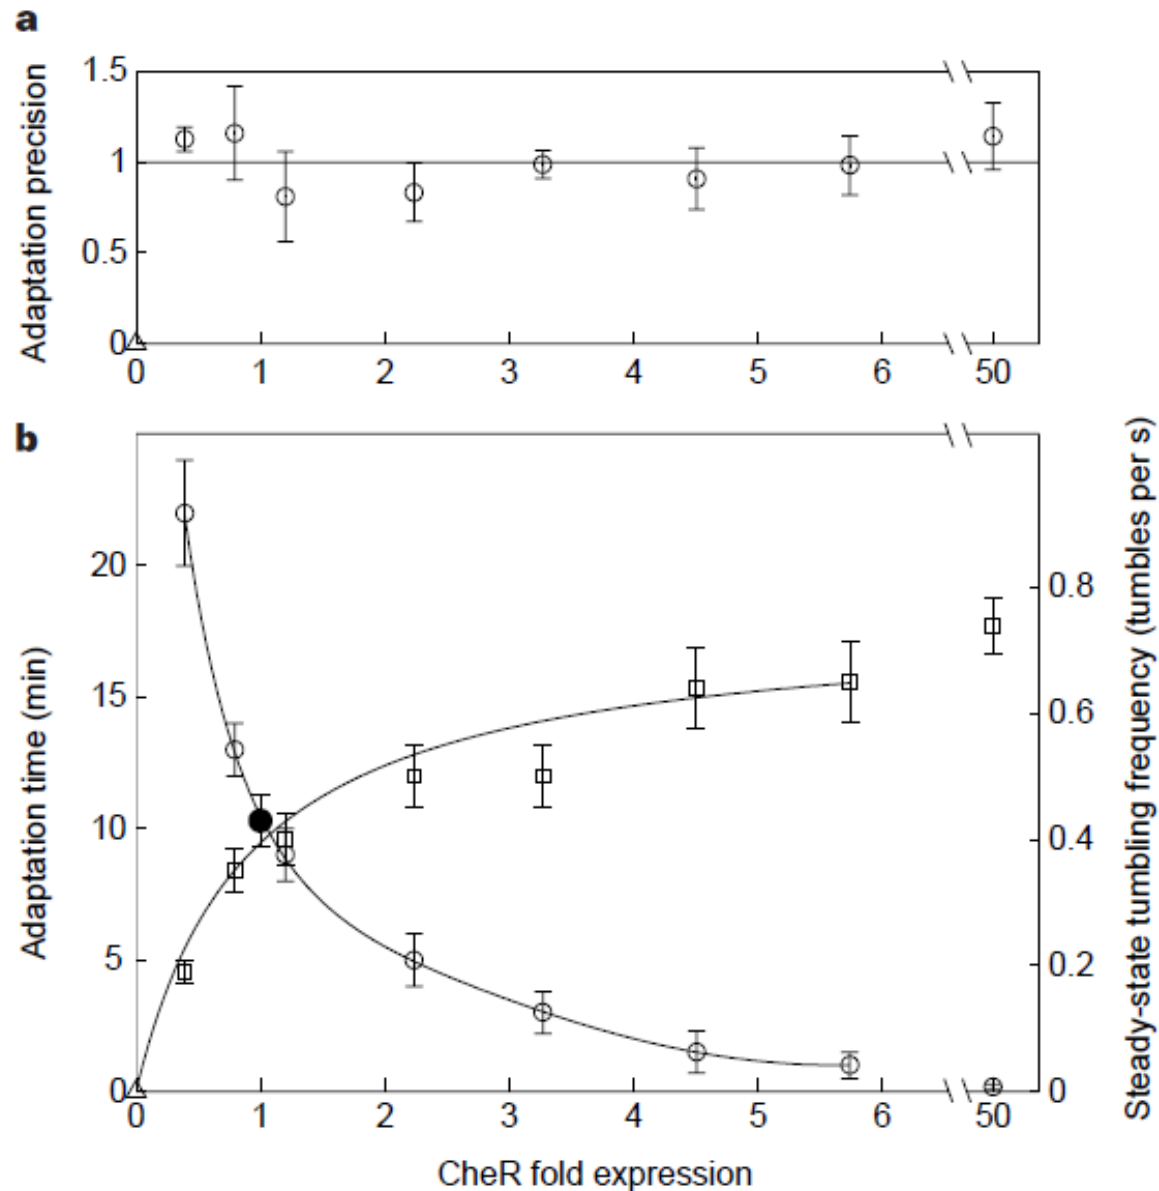 a
Adaptation precision
1.5
1
0.5
0
0 1 2 3 4 5 6 50
b
Adaptation time (min)
20
15
10
5
0
0.8
0.6
0.4
0.2
0
Steady-state tumbling frequency (tumbles per s)
0 1 2 3 4 5 6 50
CheR fold expression